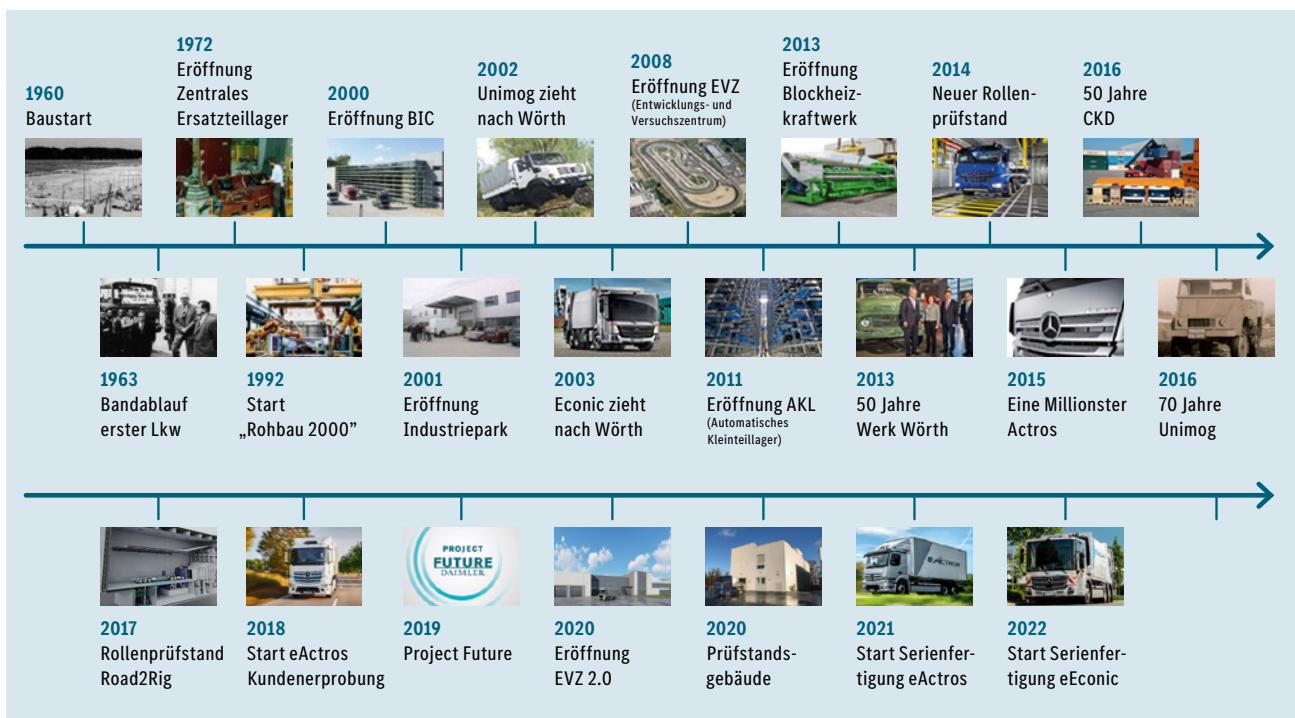 1960
Baustart
1972
Eröffnung
Zentrales
Ersatzteillager
2000
Eröffnung BIC
2002
Unimog zieht
nach Wörth
2008
Eröffnung EVZ
(Entwicklungs- und
Versuchszentrum)
2013
Eröffnung
Blockheiz-
kraftwerk
2014
Neuer Rollen-
prüfstand
2016
50 Jahre
CKD
1963
Bandablauf
erster Lkw
1992
Start
„Rohbau 2000”
2001
Eröffnung
Industriepark
2003
Econic zieht
nach Wörth
2011
Eröffnung AKL
(Automatisches
Kleinteillager)
2013
50 Jahre
Werk Wörth
2015
Eine Millionster
Actros
2016
70 Jahre
Unimog
2017
Rollenprüfstand
Road2Rig
2018
Start eActros
Kundenerprobung
PROJECT
FUTURE
DAIMLER
2019
Project Future
2020
Eröffnung
EVZ 2.0
2020
Prüfstands-
gebäude
EACTROS
2021
Start Serienfer-
tigung eActros
2022
Start Serienfer-
tigung eEconic